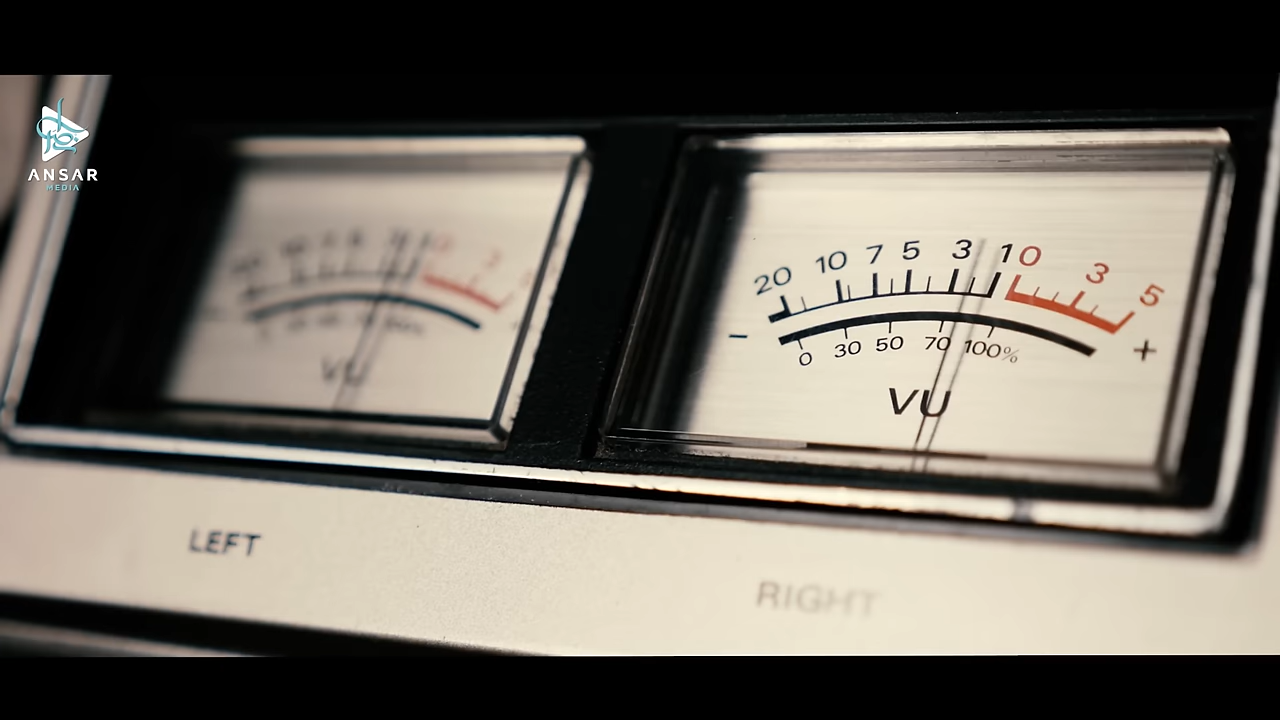 ANSAR
MEDIA
20 10 7 5 3 1 0 3 5
- +
0 30 50 70 100%
VU
VU
LEFT
RIGHT